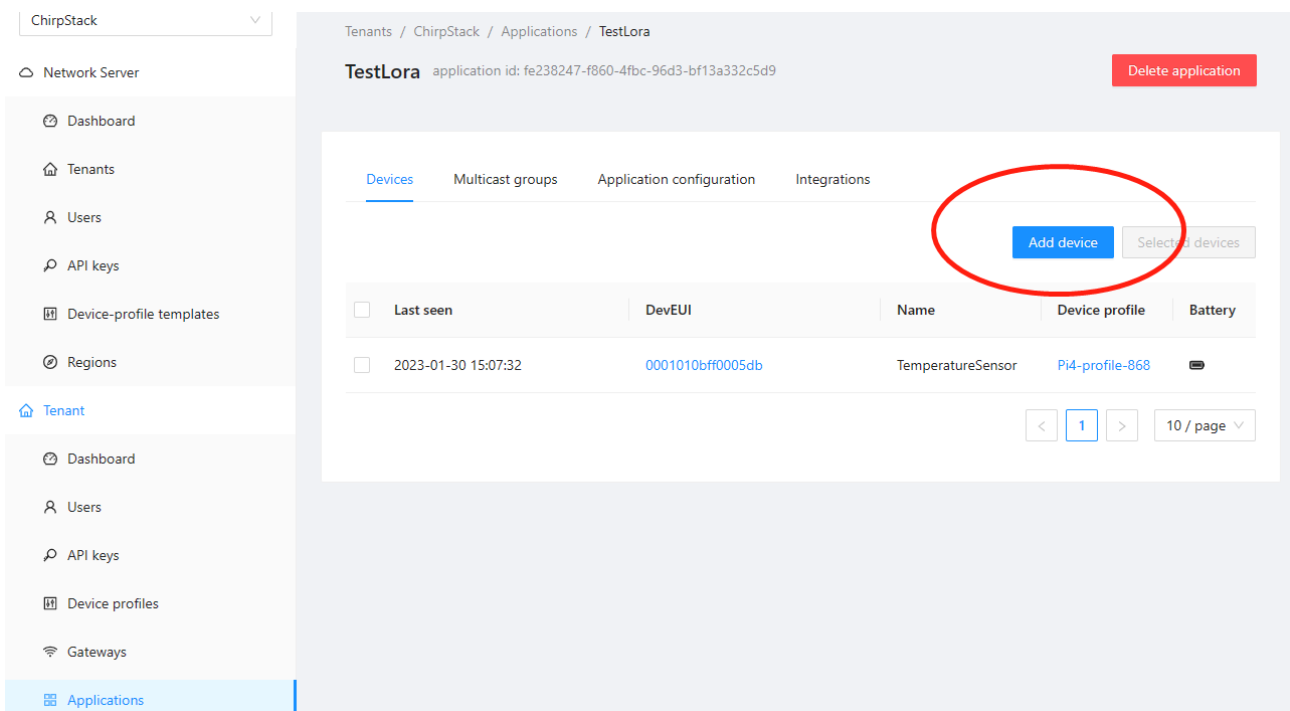 ChirpStack
Network Server
Dashboard
Tenants
Users
API keys
Device-profile templates
Regions
Tenant
Dashboard
Users
API keys
Device profiles
Gateways
Applications
Tenants / ChirpStack / Applications / TestLora
TestLora application id: fe238247-f860-4fbc-96d3-bf13a332c5d9
Delete application
Devices Multicast groups Application configuration Integrations
Add device Selected devices
Last seen DevEUI Name Device profile Battery
2023-01-30 15:07:32 0001010bff0005db TemperatureSensor Pi4-profile-868
< 1 > 10 / page